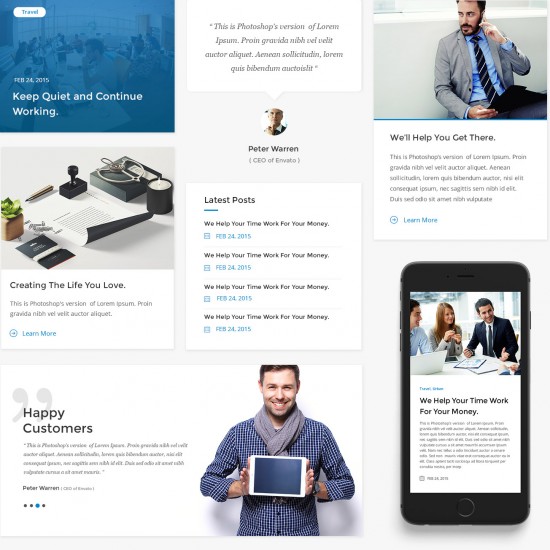 Travel
FEB 24, 2015
Keep Quiet and Continue
Working.
Creating The Life You Love.
This is Photoshop's version of Lorem Ipsum. Proin
gravida nibh vel velit auctor aliquet.
Learn More
" This is Photoshop's version of Lorem
Ipsum. Proin gravida nibh vel velit
auctor aliquet. Aenean sollicitudin, lorem
quis bibendum auctoislit "
Peter Warren
( CEO of Envato )
Latest Posts
We Help Your Time Work For Your Money.
FEB 24, 2015
We Help Your Time Work For Your Money.
FEB 24, 2015
We Help Your Time Work For Your Money.
FEB 24, 2015
We Help Your Time Work For Your Money.
FEB 24, 2015
We'll Help You Get There.
This is Photoshop's version of Lorem Ipsum. Proin
gravida nibh vel velit auctor aliquet. Aenean
sollicitudin, lorem quis bibendum auctor, nisi elit
consequat ipsum, nec sagittis sem nibh id elit.
Duis sed odio sit amet nibh vulputate
Learn More
Happy
Customers
" This is Photoshop's version of Lorem Ipsum. Proin gravida nibh vel velit
auctor aliquet. Aenean sollicitudin, lorem quis bibendum auctor, nisi elit
consequat ipsum, nec sagittis sem nibh id elit. Duis sed odio sit amet nibh vulputate
cursus a sit amet mauris. "
Peter Warren ( CEO of Envato )
Travel, Urban
We Help Your Time Work
For Your Money.
This is Photoshop's version of Lorem Ipsum. Proin
FEB 24, 2015